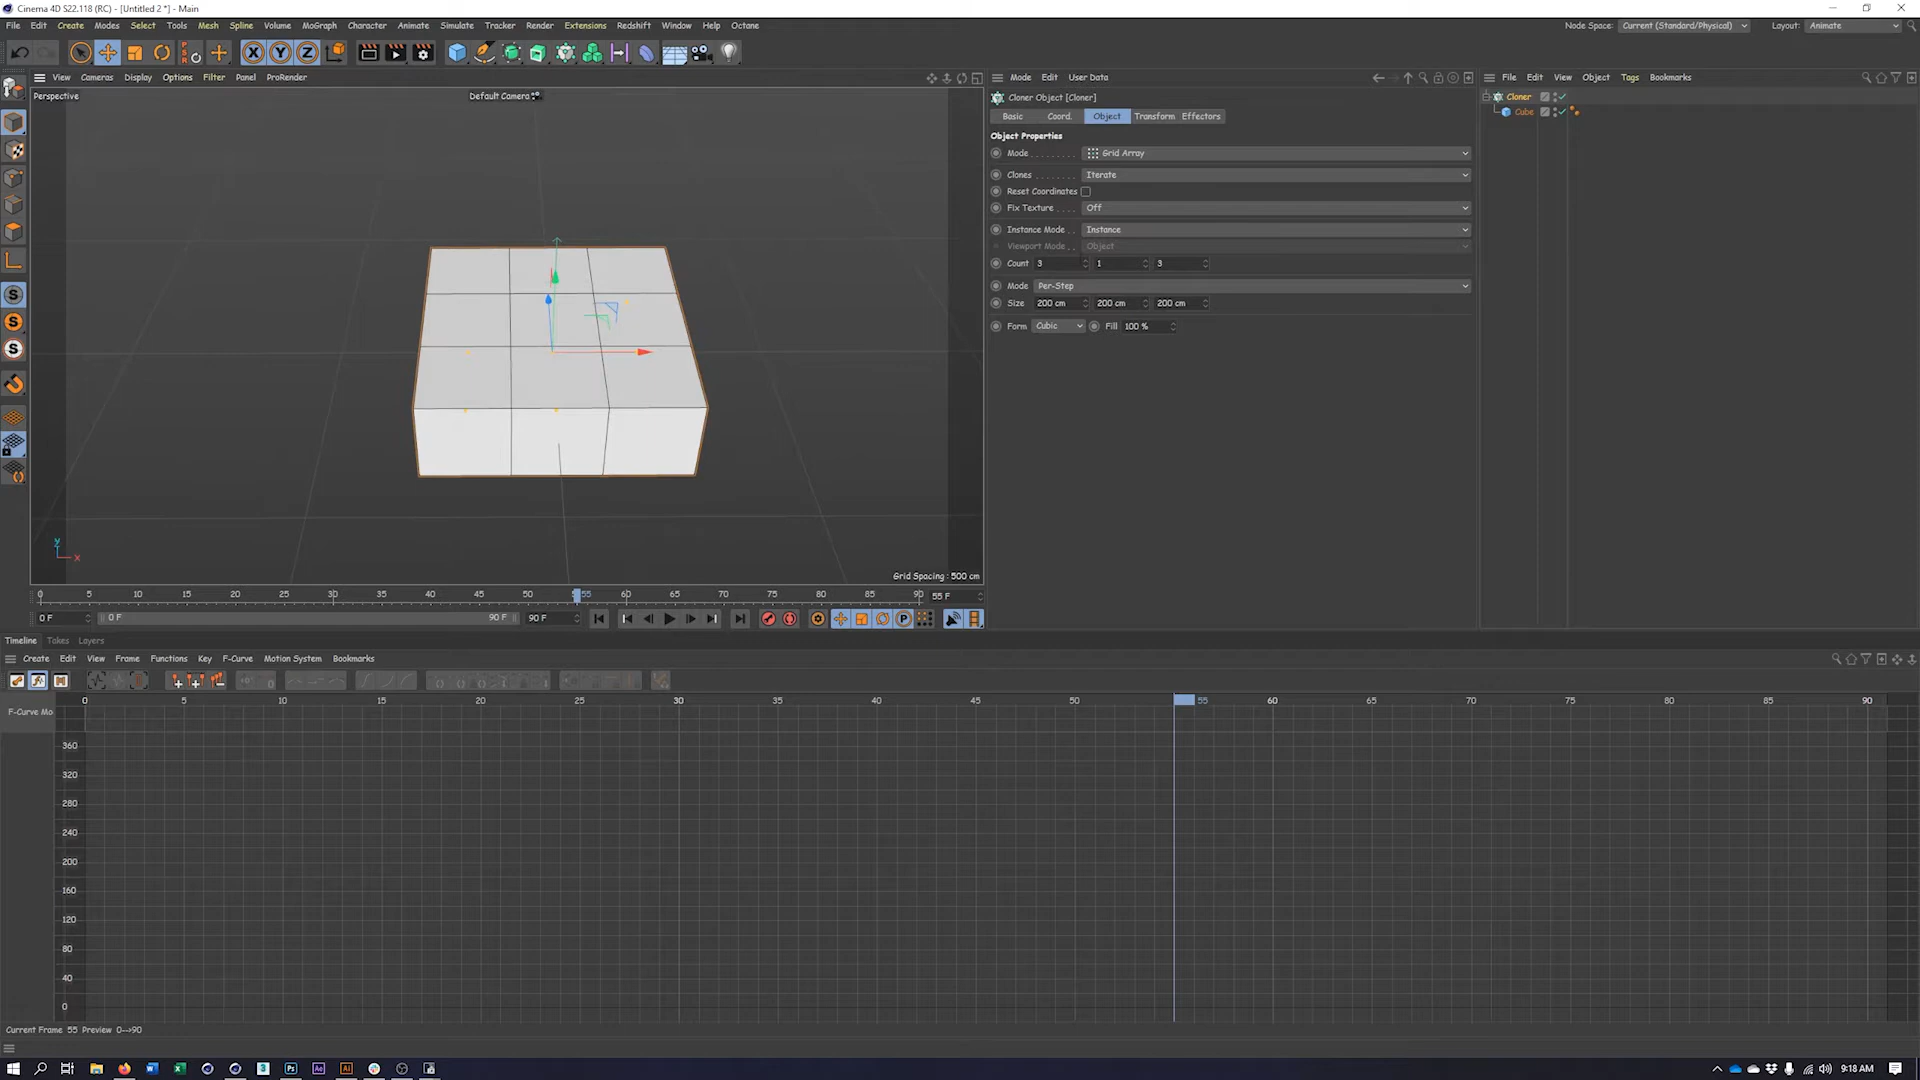 Cinema 4D S22.118 (RC) - [Untitled 2 *] - Main
File Edit Create Modes Select Tools Mesh Spline Volume MoGraph Character Animate Simulate Tracker Render Extensions Redshift Window Help Octane
Node Space: Current (Standard/Physical) Layout: Animate
PSR X Y Z
View Cameras Display Options Filter Panel ProRender
Mode Edit User Data
File Edit View Object Tags Bookmarks
Perspective
Default Camera
Cloner Object [Cloner]
Cloner
Cube
Basic Coord. Object Transform Effectors
Object Properties
Mode Grid Array
Clones Iterate
Reset Coordinates
Fix Texture Off
Instance Mode Instance
Viewport Mode Object
Count 3 1 3
Mode Per-Step
Size 200 cm 200 cm 200 cm
Form Cubic Fill 100 %
S
S
S
Y
X
Grid Spacing : 500 cm
0 5 10 15 20 25 30 35 40 45 50 55 60 65 70 75 80 85 90 55 F
0 F 0 F 90 F 90 F P
Timeline Takes Layers
Create Edit View Frame Functions Key F-Curve Motion System Bookmarks
0 5 10 15 20 25 30 35 40 45 50 55 60 65 70 75 80 85 90
F-Curve Mo
360
320
280
240
200
160
120
80
40
0
Current Frame 55 Preview 0-->90
9:18 AM